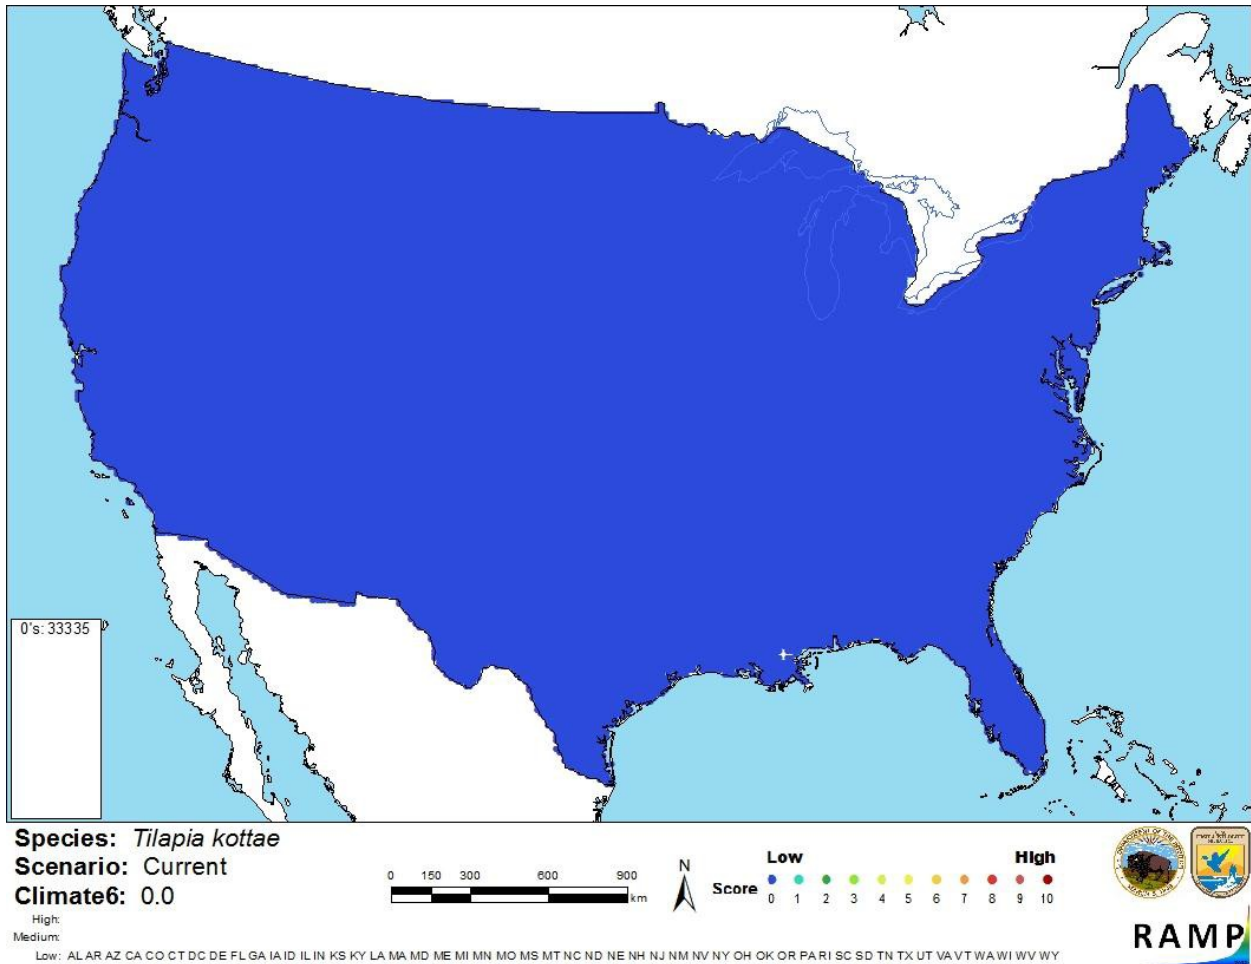 0's: 33335
Species: Tilapia kottae
Scenario: Current
Climate6: 0.0
High:
Medium:
Low: AL AR AZ CA CO CT DC DE FL GA IA ID IL IN KS KY LA MA MD ME MI MN MO MS MT NC ND NE NH NJ NM NV NY OH OK OR PA RI SC SD TN TX UT VA VT WA WI WV WY
0 150 300 600 900
km
N
Low High
Score 0 1 2 3 4 5 6 7 8 9 10
RAMP